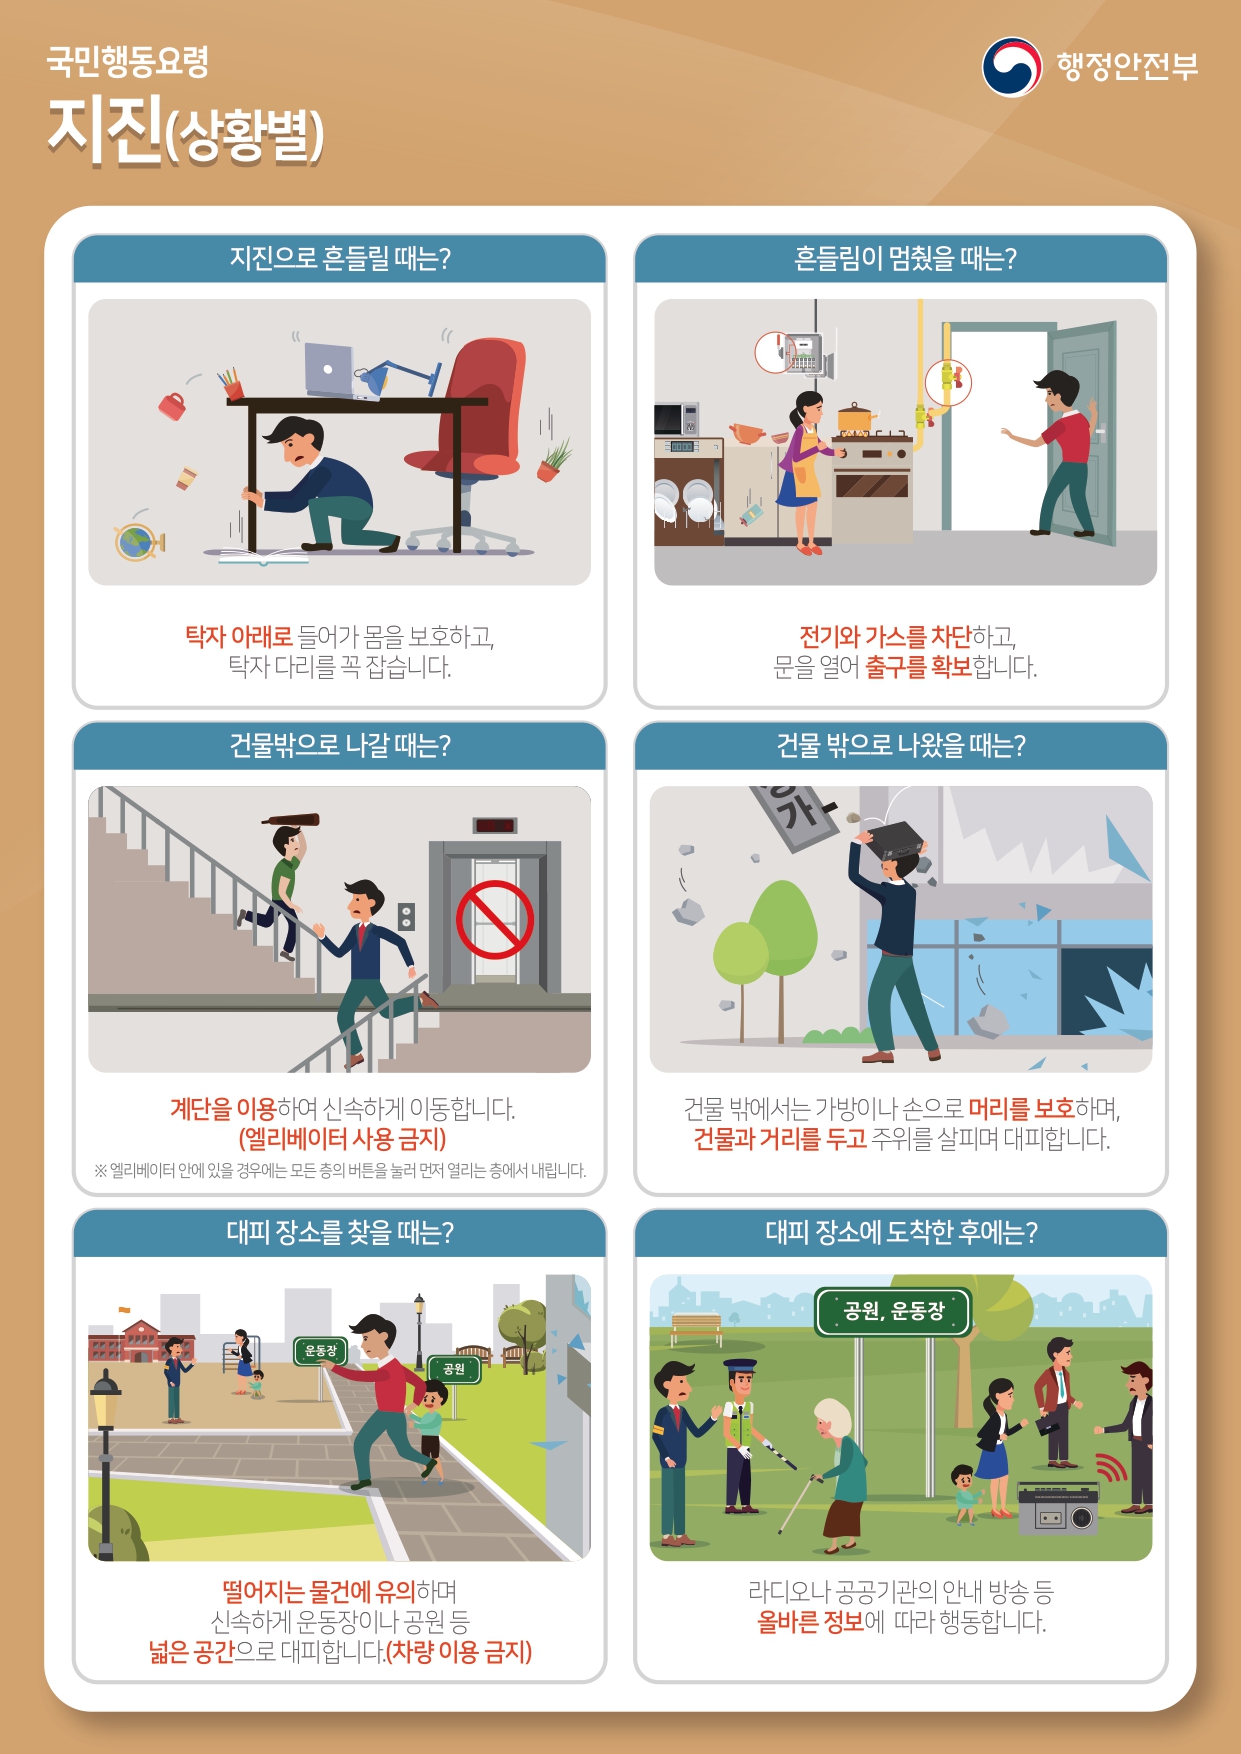 국민행동요령
지진(상황별)
행정안전부
지진으로 흔들릴 때는?
탁자 아래로 들어가 몸을 보호하고,
탁자 다리를 꼭 잡습니다.
흔들림이 멈췄을 때는?
전기와 가스를 차단하고,
문을 열어 출구를 확보합니다.
건물밖으로 나갈 때는?
계단을 이용하여 신속하게 이동합니다.
(엘리베이터 사용 금지)
※ 엘리베이터 안에 있을 경우에는 모든 층의 버튼을 눌러 먼저 열리는 층에서 내립니다.
건물 밖으로 나왔을 때는?
가
건물 밖에서는 가방이나 손으로 머리를 보호하며,
건물과 거리를 두고 주위를 살피며 대피합니다.
대피 장소를 찾을 때는?
운동장
공원
떨어지는 물건에 유의하며
신속하게 운동장이나 공원 등
넓은 공간으로 대피합니다.(차량 이용 금지)
대피 장소에 도착한 후에는?
공원, 운동장
라디오나 공공기관의 안내 방송 등
올바른 정보에 따라 행동합니다.